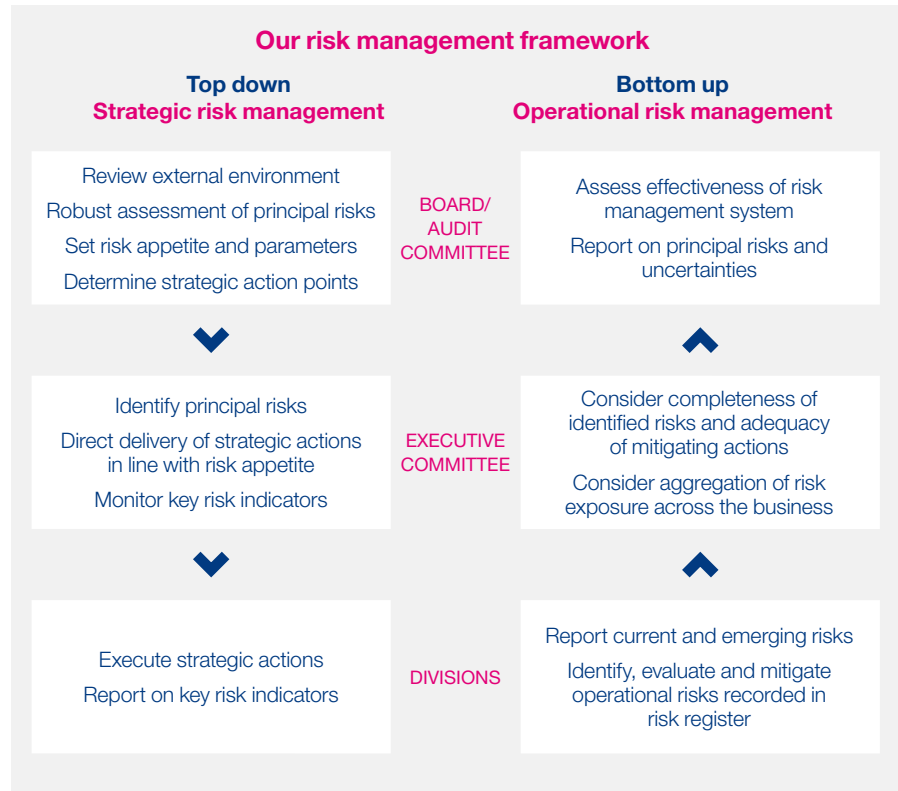 Our risk management framework
Top down
Strategic risk management
Bottom up
Operational risk management
Review external environment
Robust assessment of principal risks
Set risk appetite and parameters
Determine strategic action points
BOARD/
AUDIT
COMMITTEE
Assess effectiveness of risk
management system
Report on principal risks and
uncertainties
Identify principal risks
Direct delivery of strategic actions
in line with risk appetite
Monitor key risk indicators
EXECUTIVE
COMMITTEE
Consider completeness of
identified risks and adequacy
of mitigating actions
Consider aggregation of risk
exposure across the business
Execute strategic actions
Report on key risk indicators
DIVISIONS
Report current and emerging risks
Identify, evaluate and mitigate
operational risks recorded in
risk register